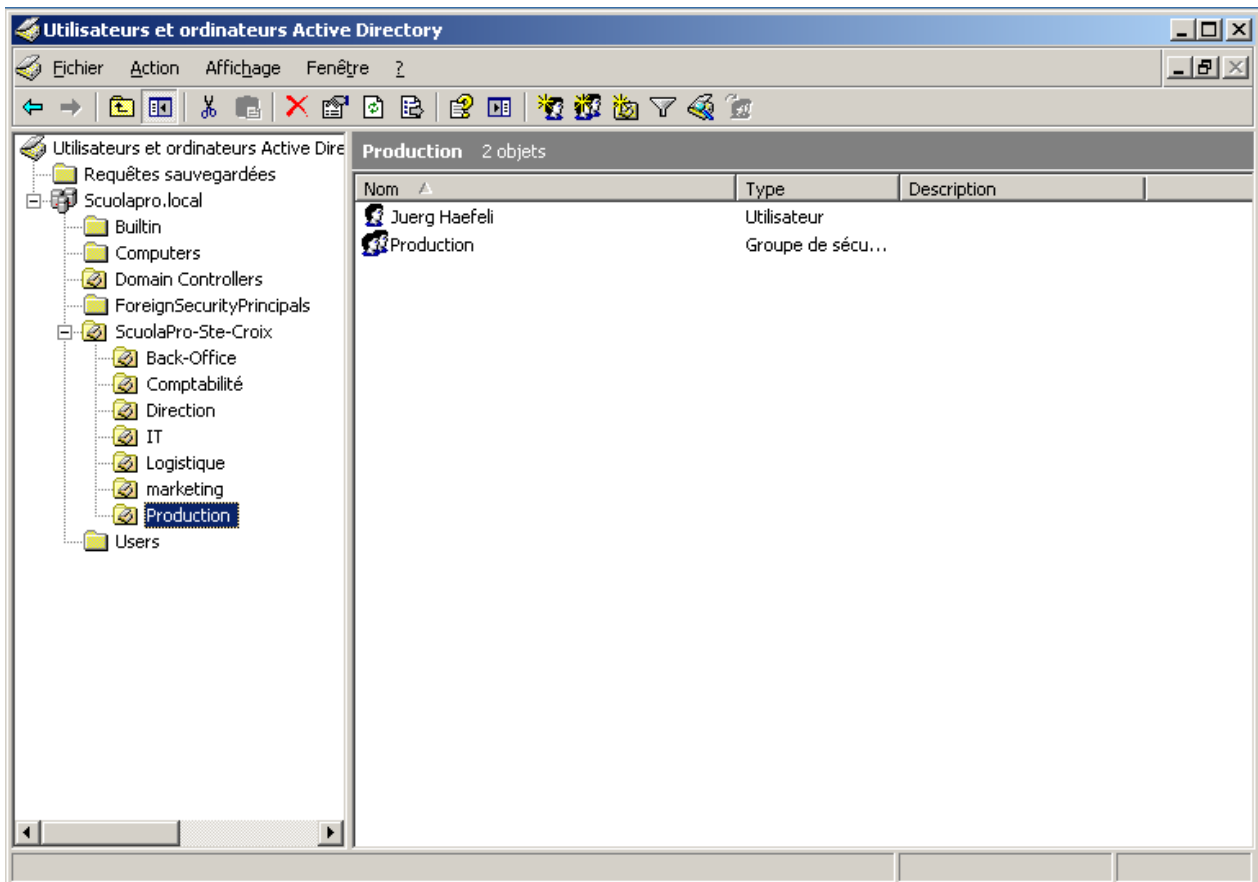 Utilisateurs et ordinateurs Active Directory
Fichier Action Affichage Fenêtre ?
Utilisateurs et ordinateurs Active Dire
Requêtes sauvegardées
Scuolapro.local
Builtin
Computers
Domain Controllers
ForeignSecurityPrincipals
ScuolaPro-Ste-Croix
Back-Office
Comptabilité
Direction
IT
Logistique
marketing
Production
Users
Production 2 objets
Nom Type Description
Juerg Haefeli Utilisateur
Production Groupe de sécu...